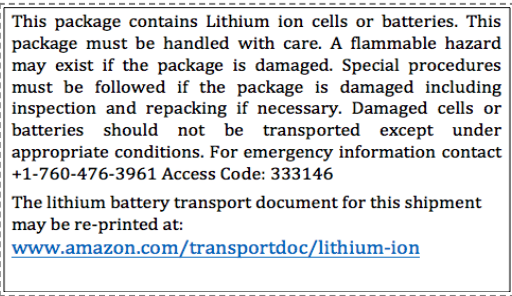 This package contains Lithium ion cells or batteries. This
package must be handled with care. A flammable hazard
may exist if the package is damaged. Special procedures
must be followed if the package is damaged including
inspection and repacking if necessary. Damaged cells or
batteries should not be transported except under
appropriate conditions. For emergency information contact
+1-760-476-3961 Access Code: 333146
The lithium battery transport document for this shipment
may be re-printed at:
www.amazon.com/transportdoc/lithium-ion